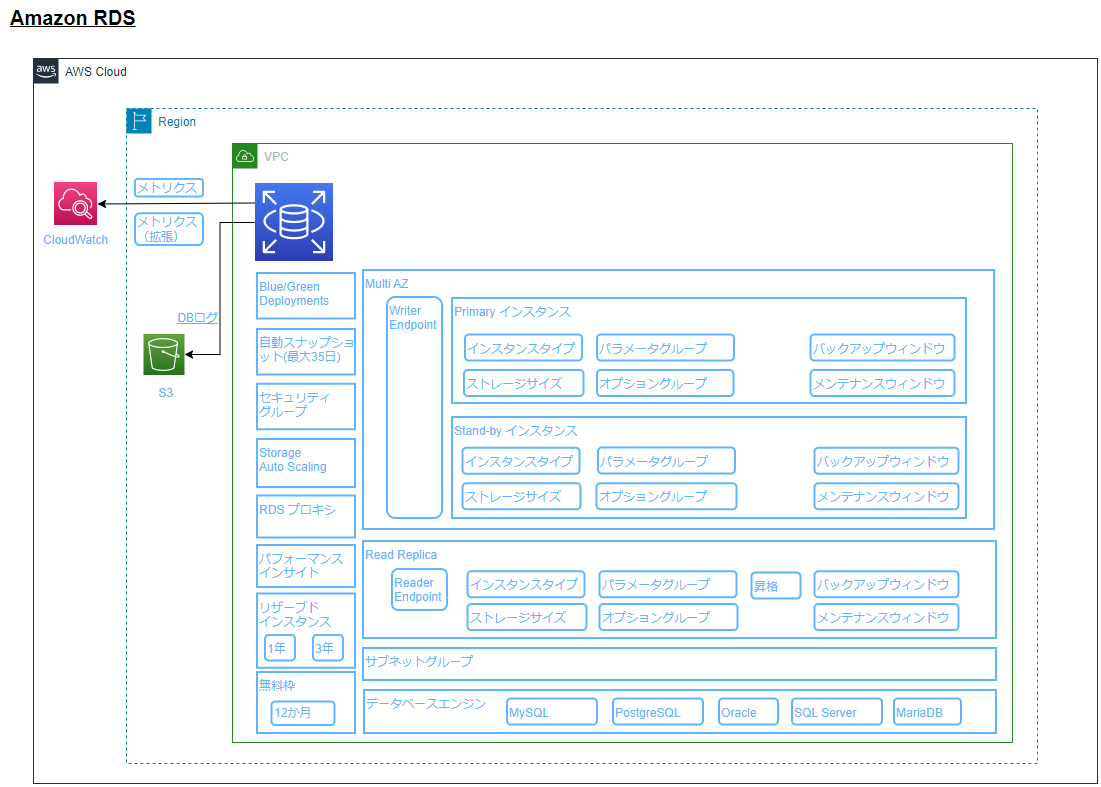 Amazon RDS
aws
AWS Cloud
Region
VPC
メトリクス
メトリクス
（拡張）
CloudWatch
DBログ
S3
Blue/Green
Deployments
自動スナップショ
ット(最大35日)
セキュリティ
グループ
Storage
Auto Scaling
RDS プロキシ
パフォーマンス
インサイト
リザーブド
インスタンス
1年
3年
無料枠
12か月
Multi AZ
Writer
Endpoint
Primary インスタンス
インスタンスタイプ
パラメータグループ
バックアップウィンドウ
ストレージサイズ
オプショングループ
メンテナンスウィンドウ
Stand-by インスタンス
インスタンスタイプ
パラメータグループ
バックアップウィンドウ
ストレージサイズ
オプショングループ
メンテナンスウィンドウ
Read Replica
Reader
Endpoint
インスタンスタイプ
パラメータグループ
昇格
バックアップウィンドウ
ストレージサイズ
オプショングループ
メンテナンスウィンドウ
サブネットグループ
データベースエンジン
MySQL
PostgreSQL
Oracle
SQL Server
MariaDB